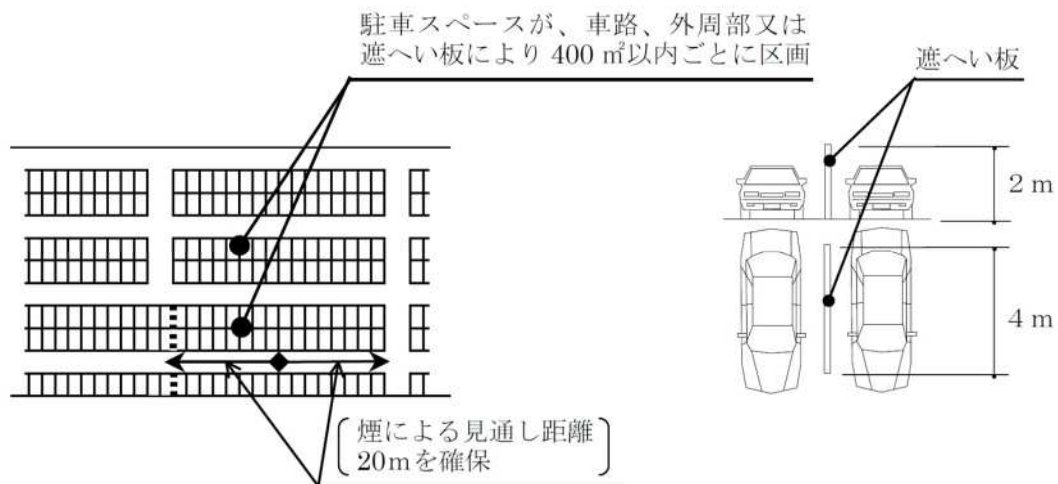 駐車スペースが、車路、外周部又は
遮へい板により 400 ㎡以内ごとに区画
遮へい板
2 m
4 m
煙による見通し距離
20mを確保